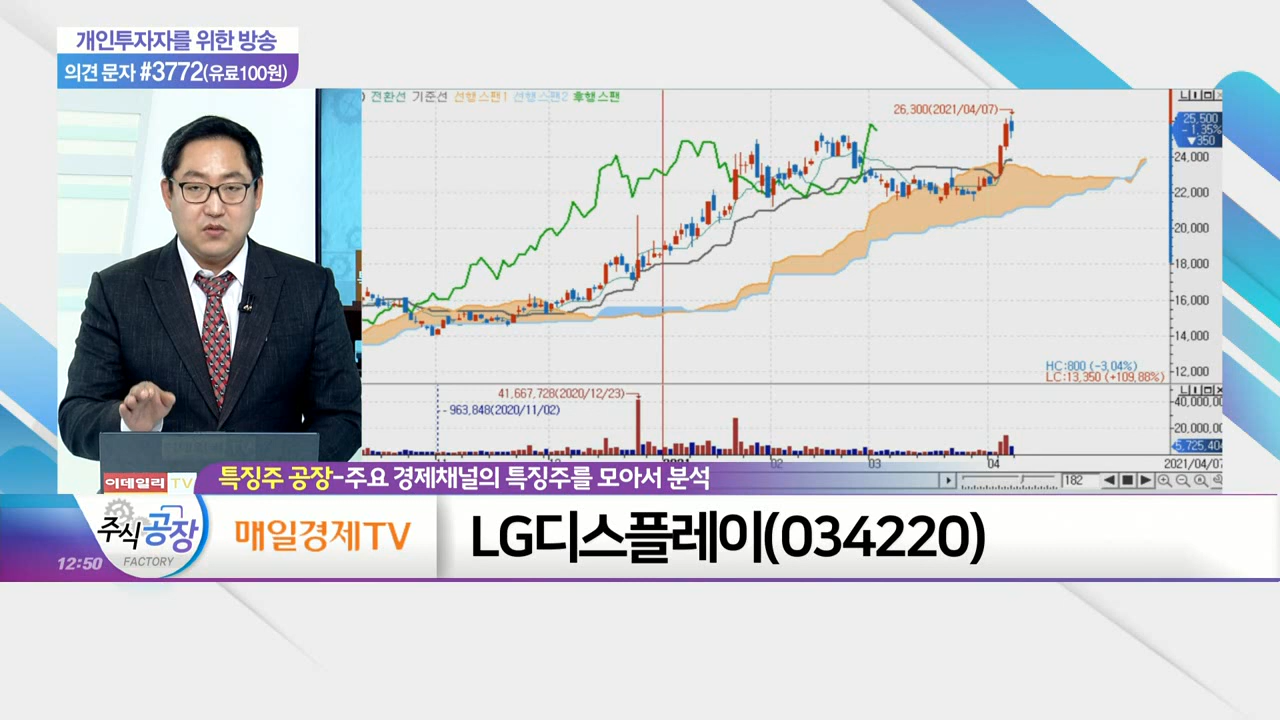 개인투자자를 위한 방송
의견 문자 #3772(유료100원)
) 전환선 기준선 선행스팬1 선행스팬2 후행스팬
26,300(2021/04/07)
25,500
-1,35%
▼350
24,000
22,000
20,000
18,000
16,000
14,000
12,000
HC:800 (-3,04%)
LC:13,350 (+109,88%)
41,667,728(2020/12/23)
963,848(2020/11/02)
40,000,00
20,000,00
5,725,404
11
12
2021
02
03
04
2021/04/07
182
이데일리 TV
특징주 공장-주요 경제채널의 특징주를 모아서 분석
주식공장
FACTORY
12:50
매일경제TV
LG디스플레이(034220)